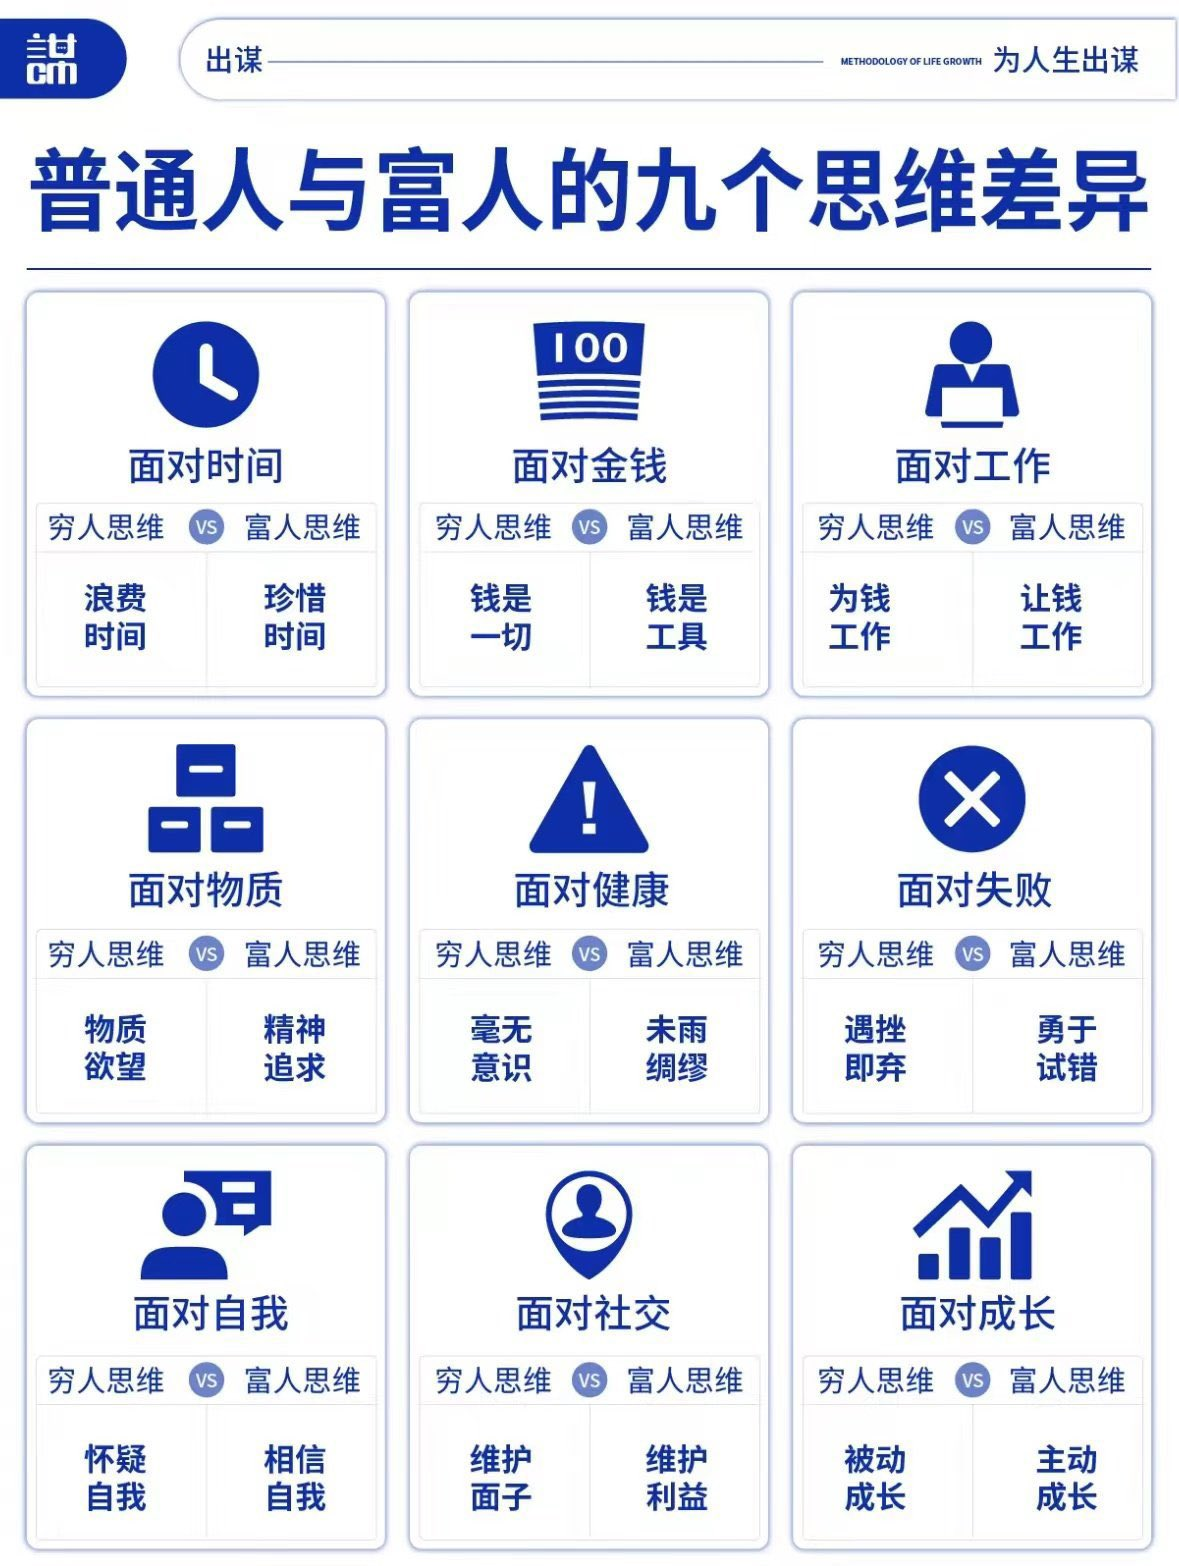 出谋
METHODOLOGY OF LIFE GROWTH 为人生出谋
普通人与富人的九个思维差异
100
面对时间
穷人思维 VS 富人思维
浪费
时间
珍惜
时间
面对金钱
穷人思维 VS 富人思维
钱是
一切
钱是
工具
面对工作
穷人思维 VS 富人思维
为钱
工作
让钱
工作
面对物质
穷人思维 VS 富人思维
物质
欲望
精神
追求
面对健康
穷人思维 VS 富人思维
毫无
意识
未雨
绸缪
面对失败
穷人思维 VS 富人思维
遇挫
即弃
勇于
试错
面对自我
穷人思维 VS 富人思维
怀疑
自我
相信
自我
面对社交
穷人思维 VS 富人思维
维护
面子
维护
利益
面对成长
穷人思维 VS 富人思维
被动
成长
主动
成长